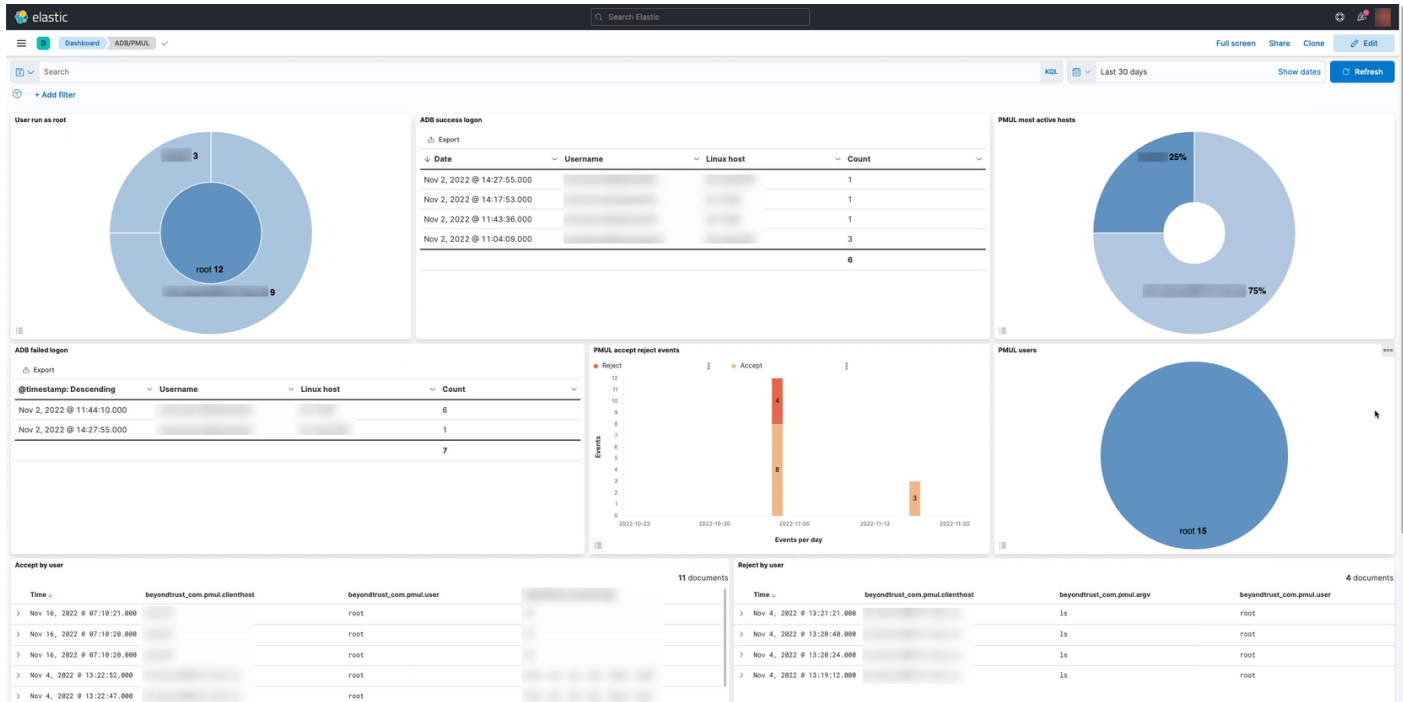 elastic
Search Elastic
D Dashboard ADB/PMUL
Full screen Share Clone Edit
Search KQL Last 30 days Show dates Refresh
+ Add filter
User run as root
3
root 12
9
ADB success logon
Export
Date Username Linux host Count
Nov 2, 2022 @ 14:27:55.000 1
Nov 2, 2022 @ 14:17:53.000 1
Nov 2, 2022 @ 11:43:36.000 1
Nov 2, 2022 @ 11:04:09.000 3
6
PMUL most active hosts
25%
75%
ADB failed logon
Export
@timestamp: Descending Username Linux host Count
Nov 2, 2022 @ 11:44:10.000 6
Nov 2, 2022 @ 14:27:55.000 1
7
PMUL accept reject events
Reject Accept
12
11
10
9
8
7
6
5
4
3
2
1
0
Events
4
8
3
2022-10-23 2022-10-30 2022-11-06 2022-11-13 2022-11-20
Events per day
PMUL users
root 15
Accept by user
11 documents
Time beyondtrust_com.pmul.clienthost beyondtrust_com.pmul.user
Nov 16, 2022 @ 07:10:21.000 root
Nov 16, 2022 @ 07:10:20.000 root
Nov 16, 2022 @ 07:10:20.000 root
Nov 4, 2022 @ 13:22:52.000 root
Nov 4, 2022 @ 13:22:47.000 root
Reject by user
4 documents
Time beyondtrust_com.pmul.clienthost beyondtrust_com.pmul.argv beyondtrust_com.pmul.user
Nov 4, 2022 @ 13:21:21.000 ls root
Nov 4, 2022 @ 13:20:40.000 ls root
Nov 4, 2022 @ 13:20:24.000 ls root
Nov 4, 2022 @ 13:19:12.000 ls root